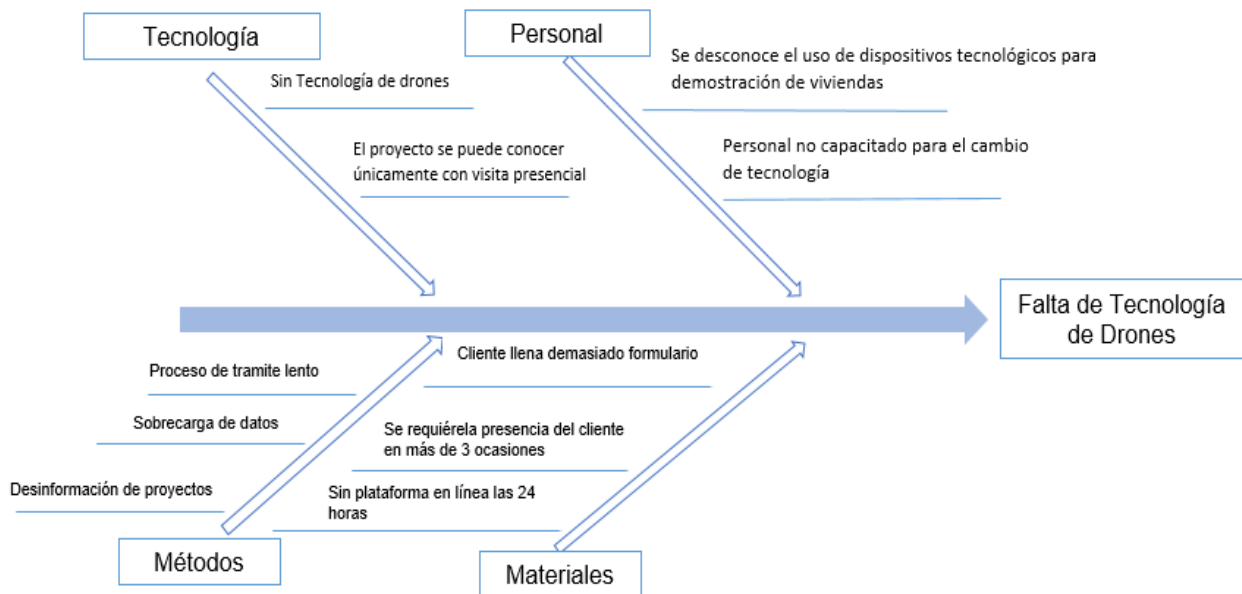 Tecnología
Personal
Sin Tecnología de drones
El proyecto se puede conocer
únicamente con visita presencial
Se desconoce el uso de dispositivos tecnológicos para
demostración de viviendas
Personal no capacitado para el cambio
de tecnología
Falta de Tecnología
de Drones
Proceso de tramite lento
Sobrecarga de datos
Desinformación de proyectos
Cliente llena demasiado formulario
Se requiérela presencia del cliente
en más de 3 ocasiones
Sin plataforma en línea las 24
horas
Métodos
Materiales